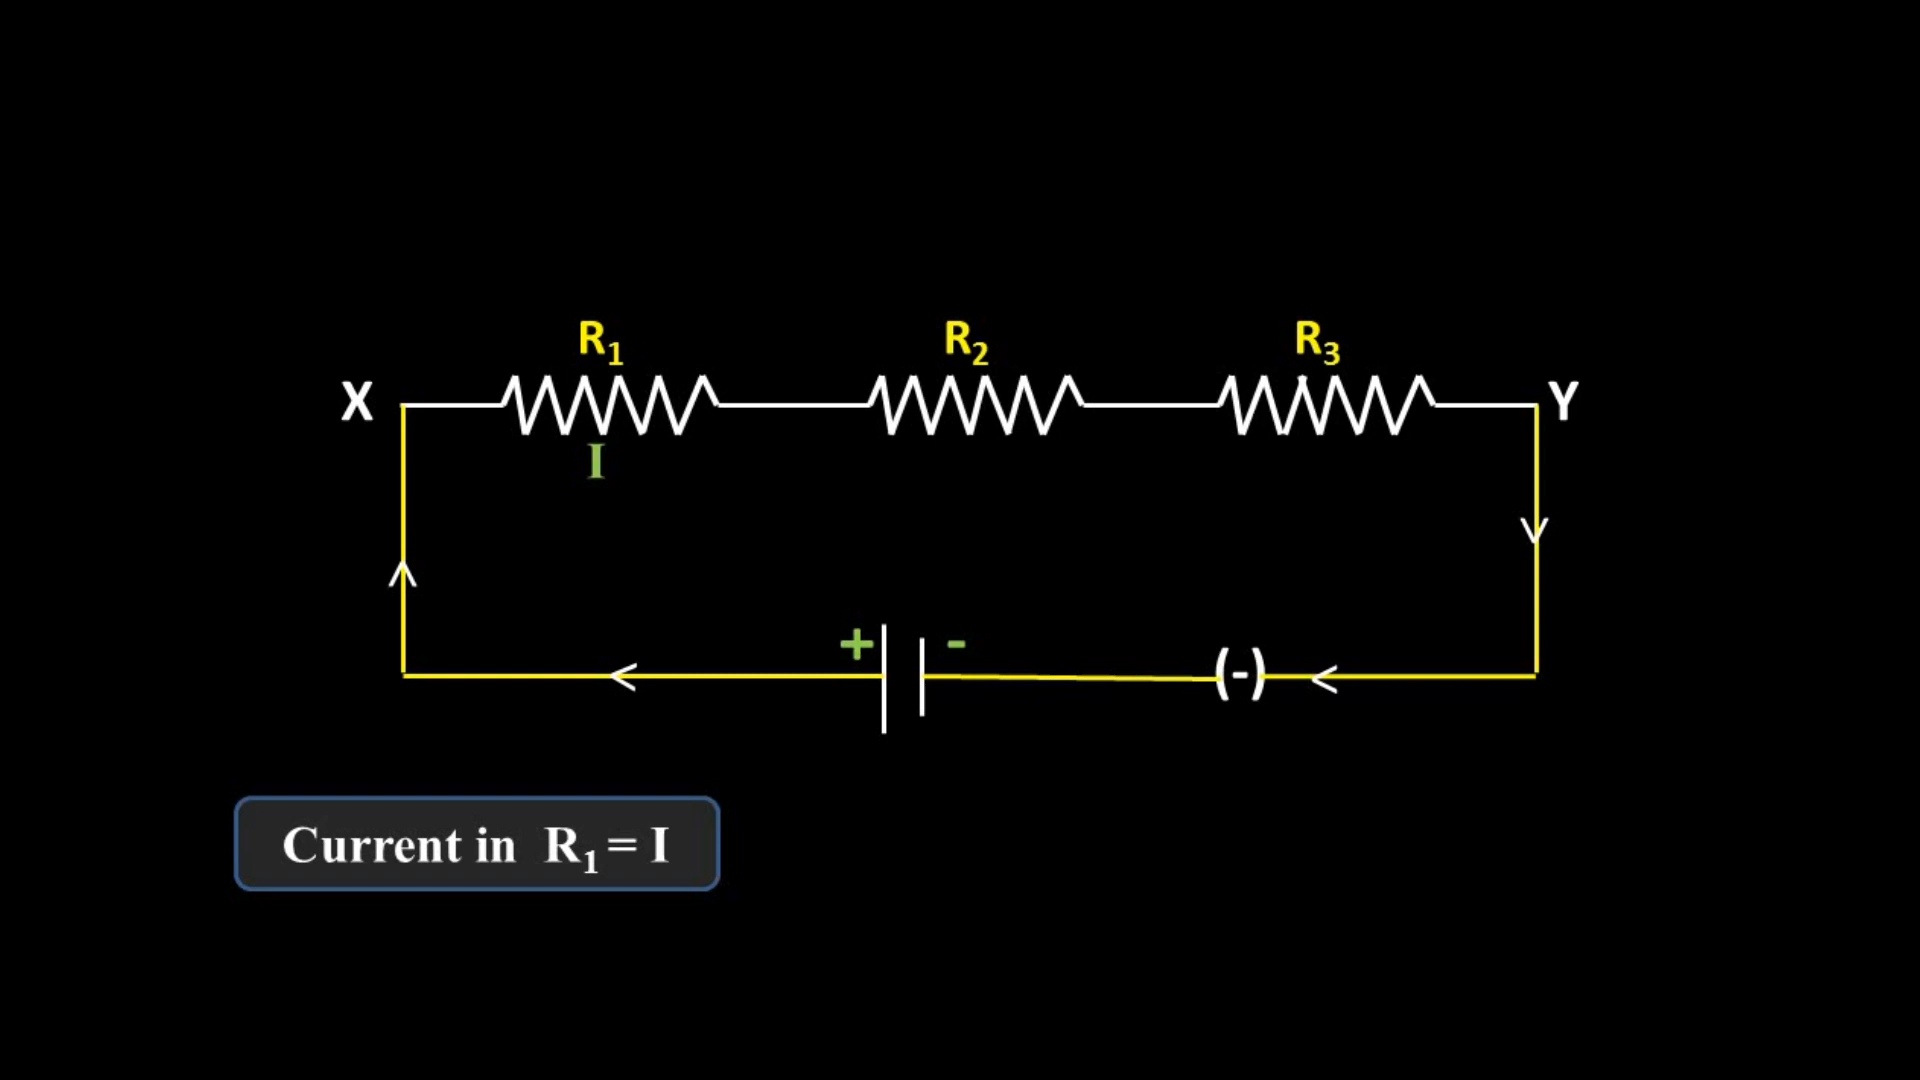 R₁ R₂ R₃
X Y
I
+ -
(-)
Current in R₁ = I